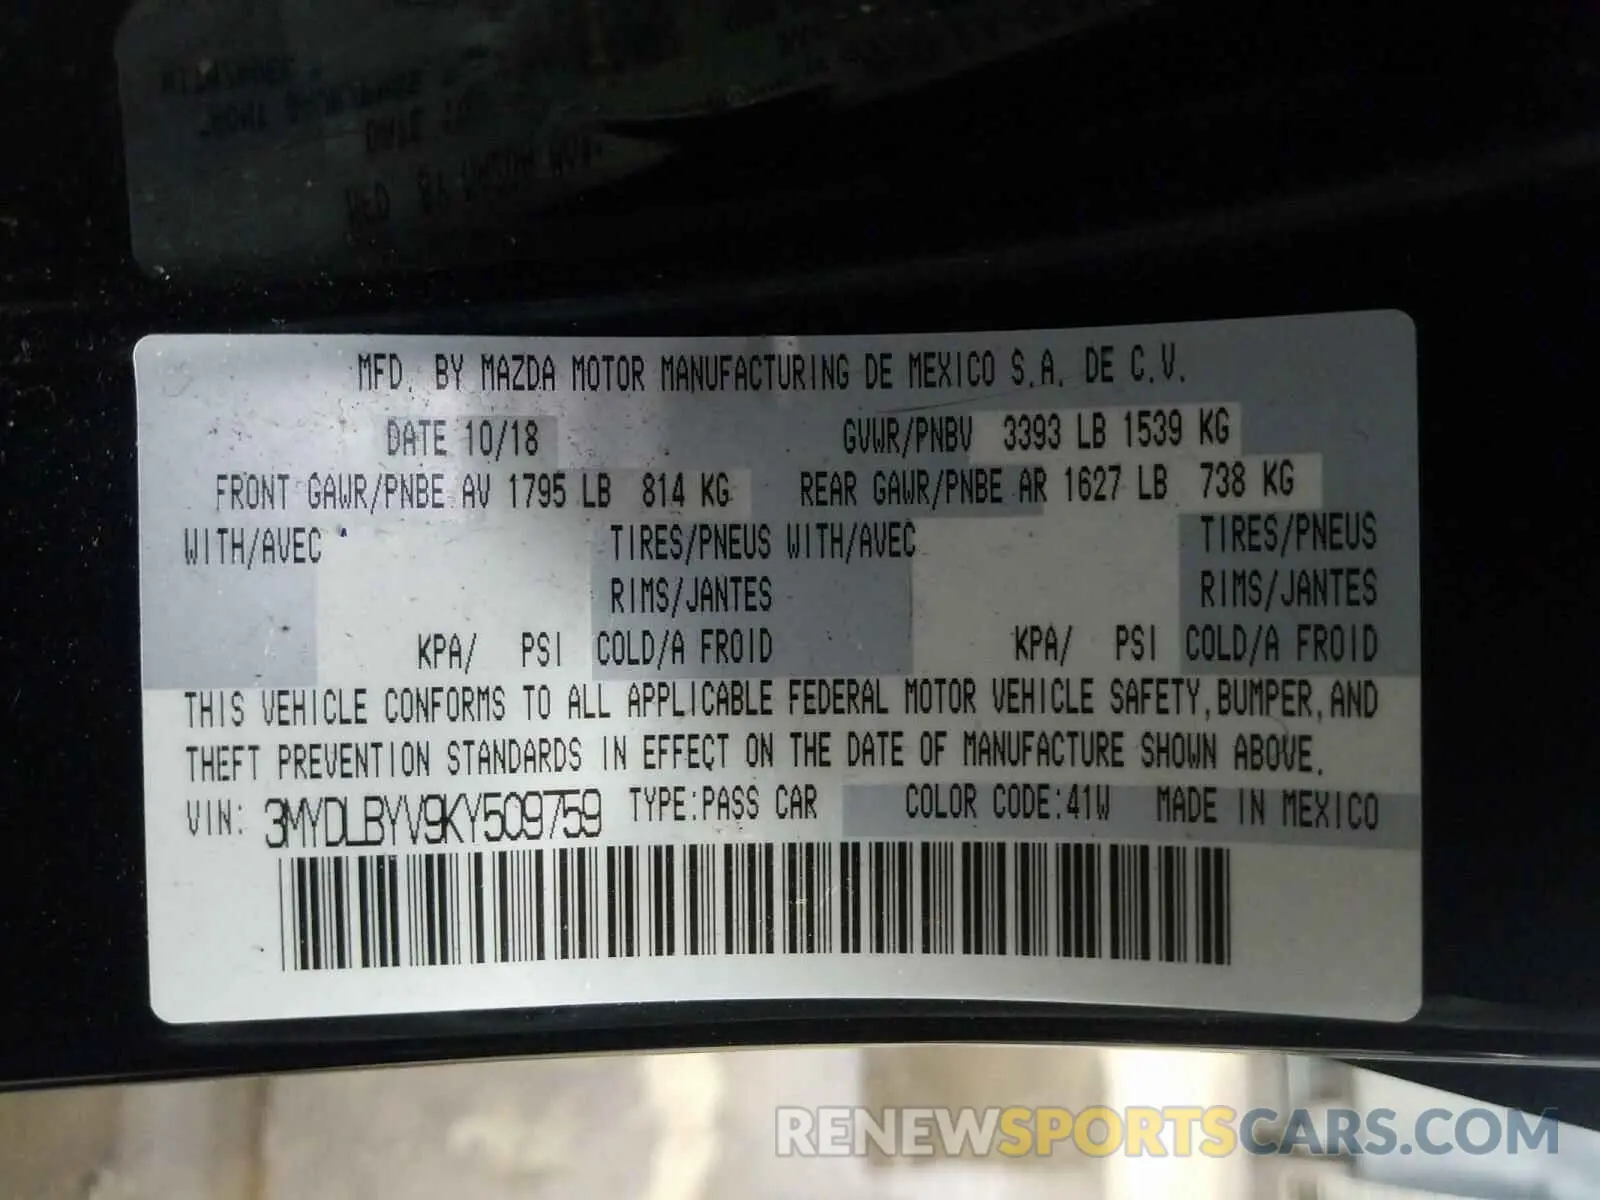 MFD. BY MAZDA MOTOR MANUFACTURING DE MEXICO S.A. DE C.V.
DATE 10/18 GVWR/PNBV 3393 LB 1539 KG
FRONT GAWR/PNBE AV 1795 LB 814 KG REAR GAWR/PNBE AR 1627 LB 738 KG
WITH/AVEC TIRES/PNEUS WITH/AVEC TIRES/PNEUS
RIMS/JANTES RIMS/JANTES
KPA/ PSI COLD/A FROID KPA/ PSI COLD/A FROID
THIS VEHICLE CONFORMS TO ALL APPLICABLE FEDERAL MOTOR VEHICLE SAFETY, BUMPER, AND
THEFT PREVENTION STANDARDS IN EFFECT ON THE DATE OF MANUFACTURE SHOWN ABOVE.
VIN: 3MYDLBYV9KY509759 TYPE:PASS CAR COLOR CODE:41W MADE IN MEXICO
RENEWSPORTSCARS.COM